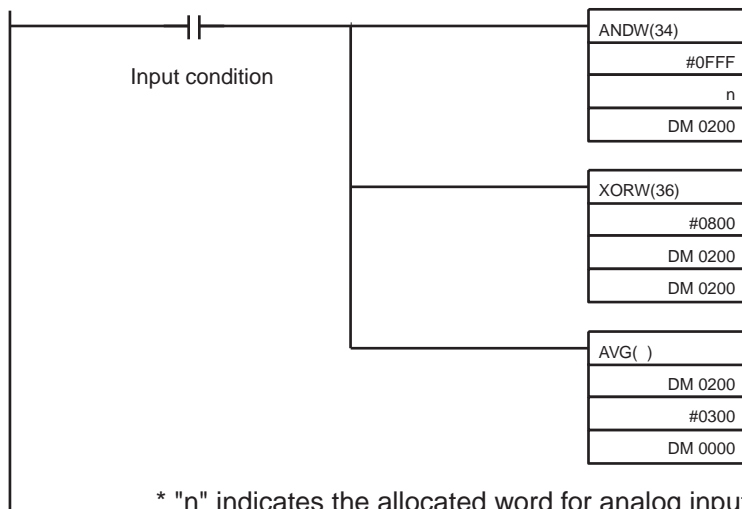 Input condition
ANDW(34)
#0FFF
n
DM 0200
XORW(36)
#0800
DM 0200
DM 0200
AVG( )
DM 0200
#0300
DM 0000
* "n" indicates the allocated word for analog input